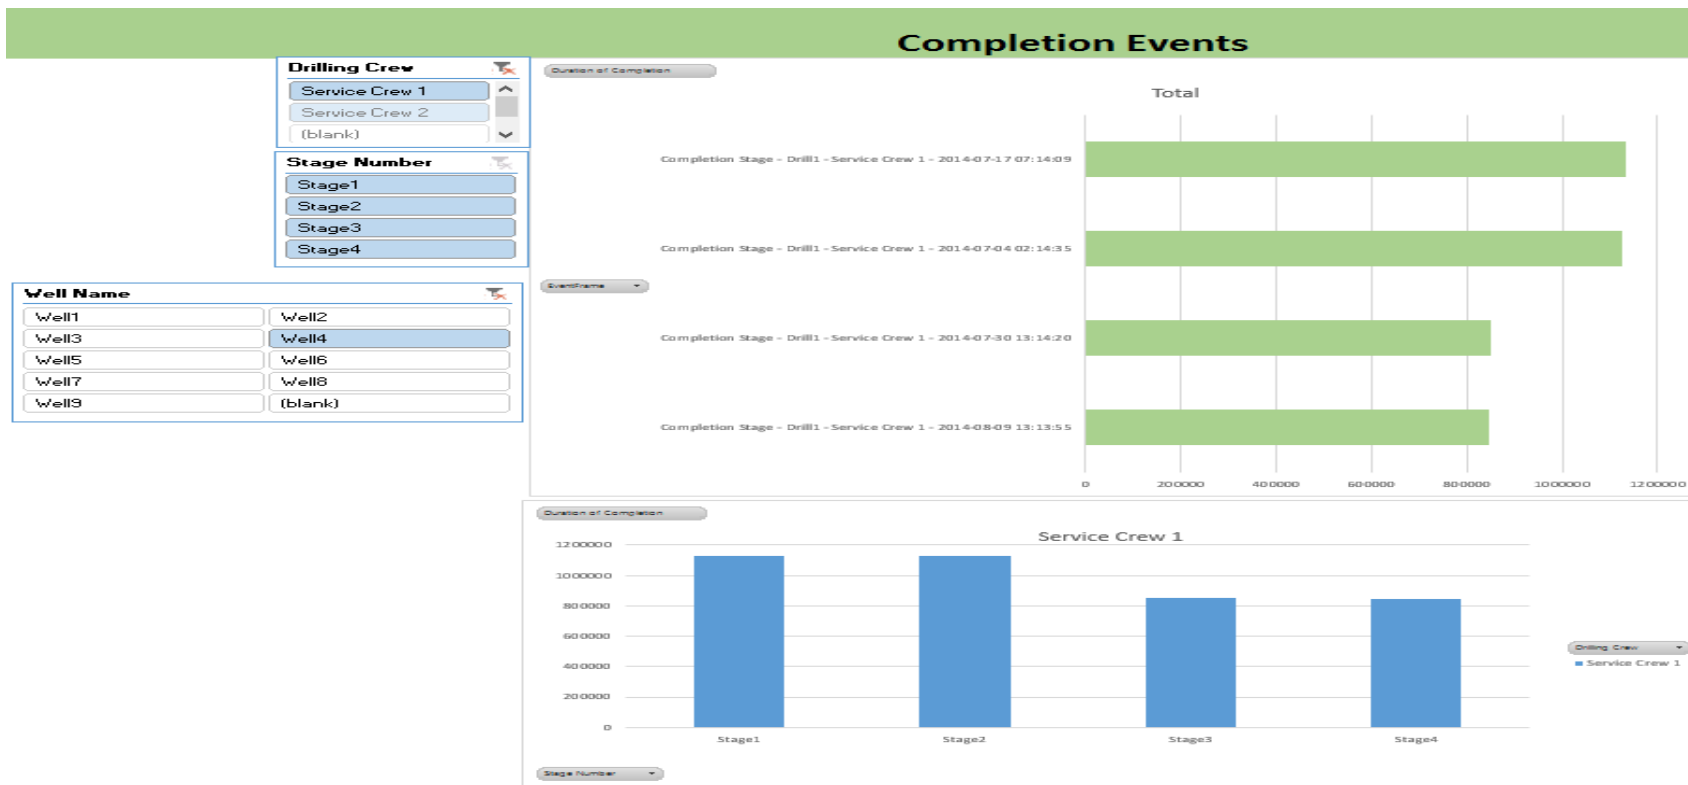 Completion Events
Drilling Crew
Service Crew 1
Service Crew 2
(blank)
Stage Number
Stage1
Stage2
Stage3
Stage4
Well Name
Well1
Well2
Well3
Well4
Well5
Well6
Well7
Well8
Well9
(blank)
Duration of Completion
Total
Completion Stage - Drill1 - Service Crew 1 - 2014-07-17 07:14:09
Completion Stage - Drill1 - Service Crew 1 - 2014-07-04 02:14:35
EventFrame
Completion Stage - Drill1 - Service Crew 1 - 2014-07-30 13:14:20
Completion Stage - Drill1 - Service Crew 1 - 2014-08-09 13:13:55
0 200000 400000 600000 800000 1000000 1200000
Duration of Completion
Service Crew 1
1200000
1000000
800000
600000
400000
200000
0
Stage1 Stage2 Stage3 Stage4
Drilling Crew
Service Crew 1
Stage Number